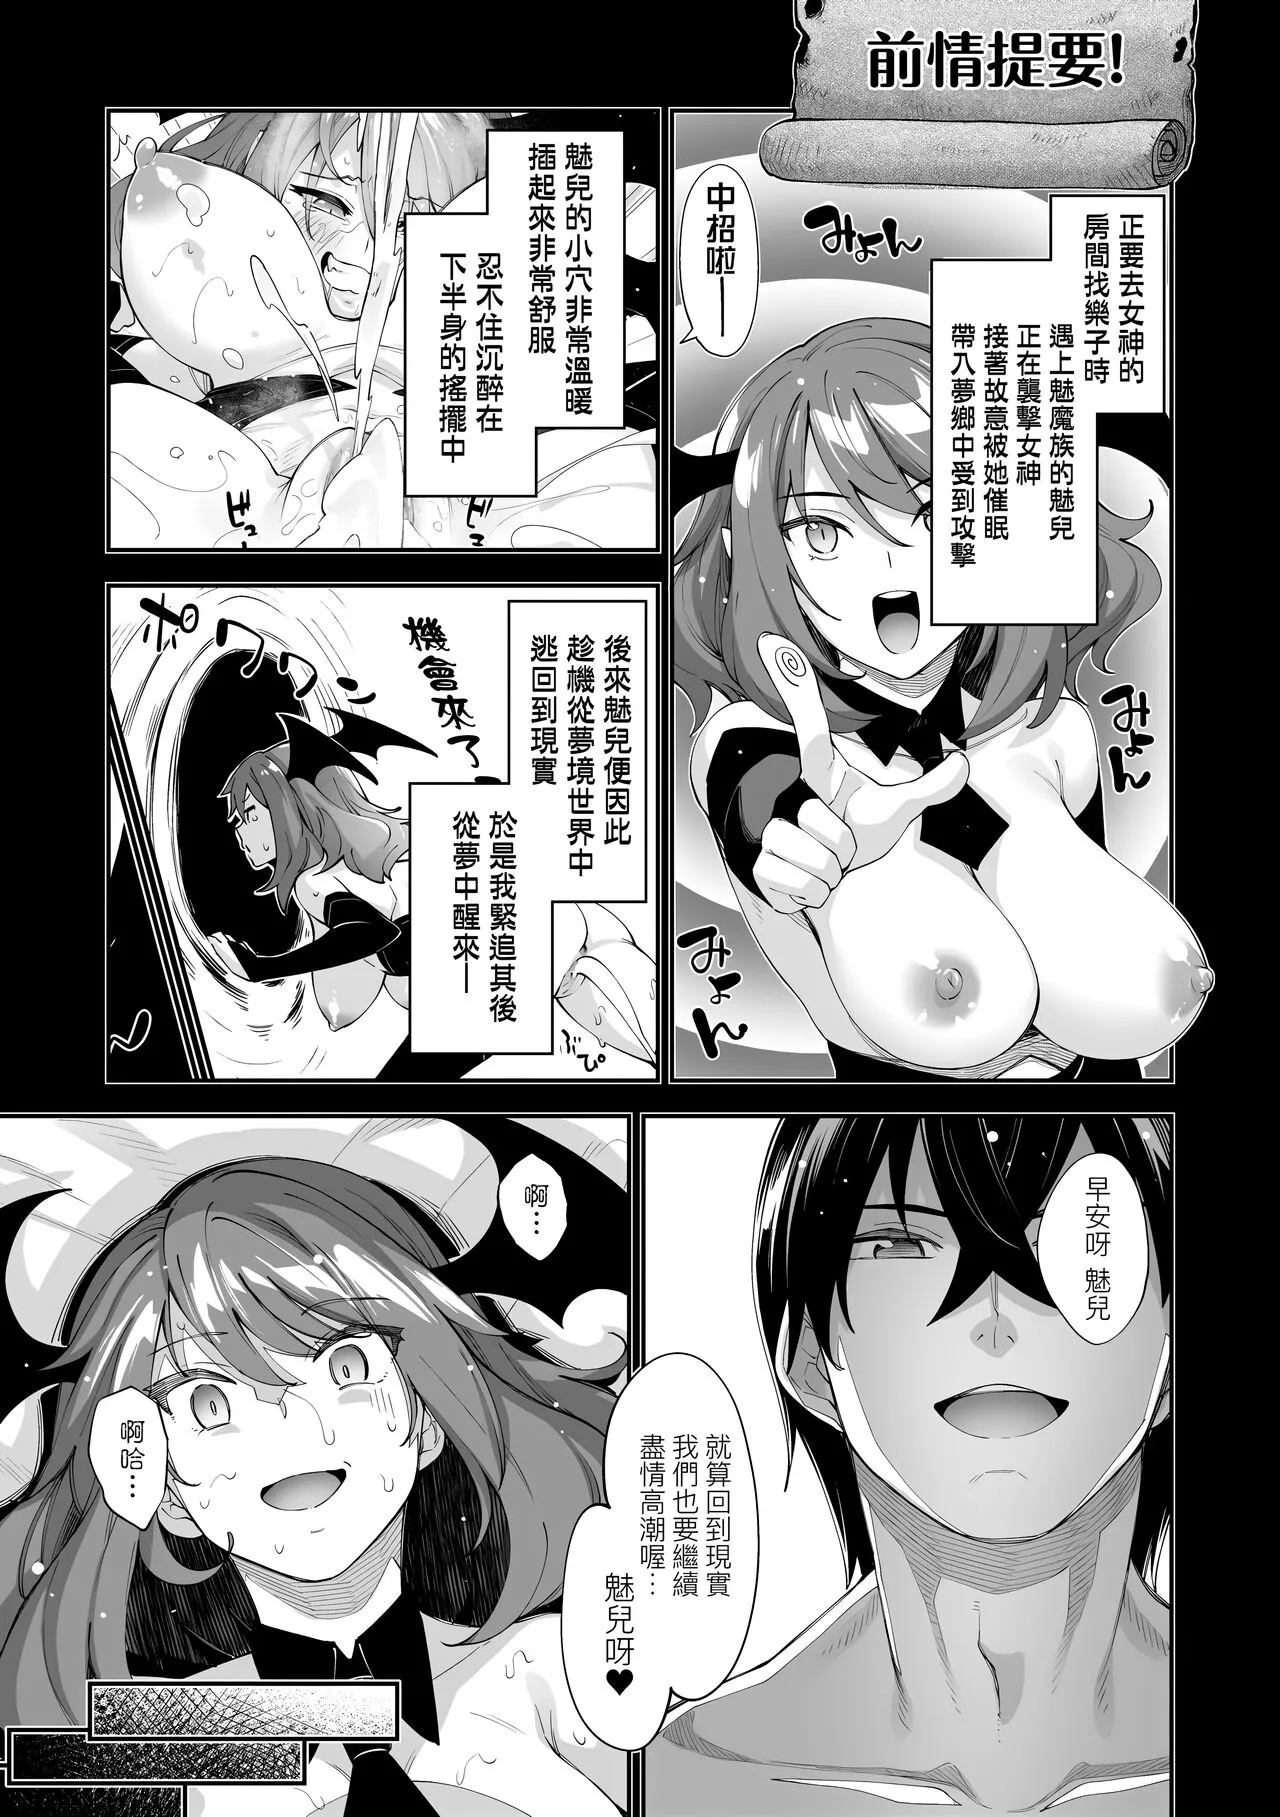 前情提要!
正要去女神的
房間找樂子時
遇上魅魔族的魅兒
正在襲擊女神
接著故意被她催眠
帶入夢鄉中受到攻擊
中招啦—
みょん
みょん
みょん
魅兒的小穴非常溫暖
插起來非常舒服
忍不住沉醉在
下半身的搖擺中
後來魅兒便因此
趁機從夢境世界中
逃回到現實
於是我緊追其後
從夢中醒來—
機會來了
早安呀 魅兒
就算回到現實
我們也要繼續
盡情高潮喔…
魅兒呀♥
啊…
啊哈…